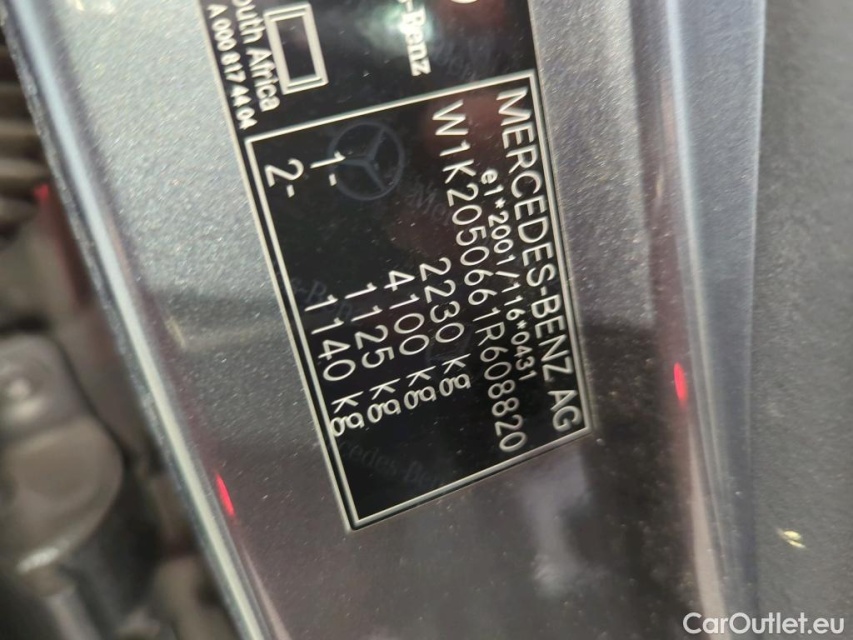 -Benz
outh Africa
A 000 817 44 04
MERCEDES-BENZ AG
e1*2001/116*0431
W1K2050661R608820
2230 kg
4100 kg
1- 1125 kg
2- 1140 kg
CarOutlet.eu